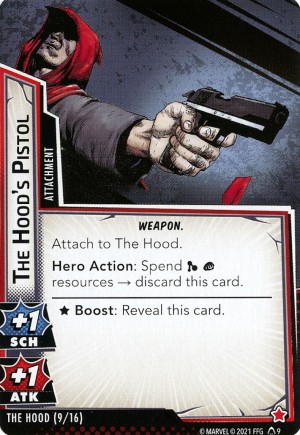 THE HOOD'S PISTOL
ATTACHMENT
WEAPON.
Attach to The Hood.
Hero Action: Spend
resources → discard this card.
★ Boost: Reveal this card.
+1
SCH
+1
ATK
THE HOOD (9/16)
© MARVEL © 2021 FFG 9